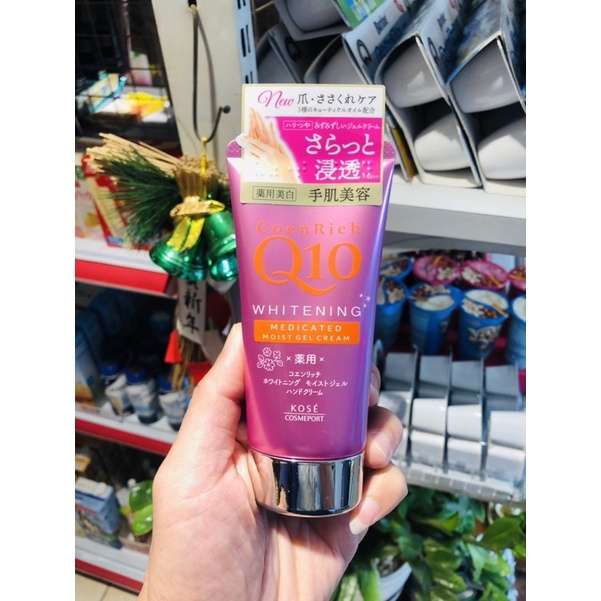 New 爪・ささくれケア
3種のキューティクルオイル配合
ハリつや みずみずしいジェルクリーム
さらっと
浸透
薬用美白 手肌美容
CoenRich
Q10
WHITENING
MEDICATED
MOIST GEL CREAM
×薬用×
コエンリッチ
ホワイトニング モイストジェル
ハンドクリーム
KOSÉ
COSMEPORT
新年